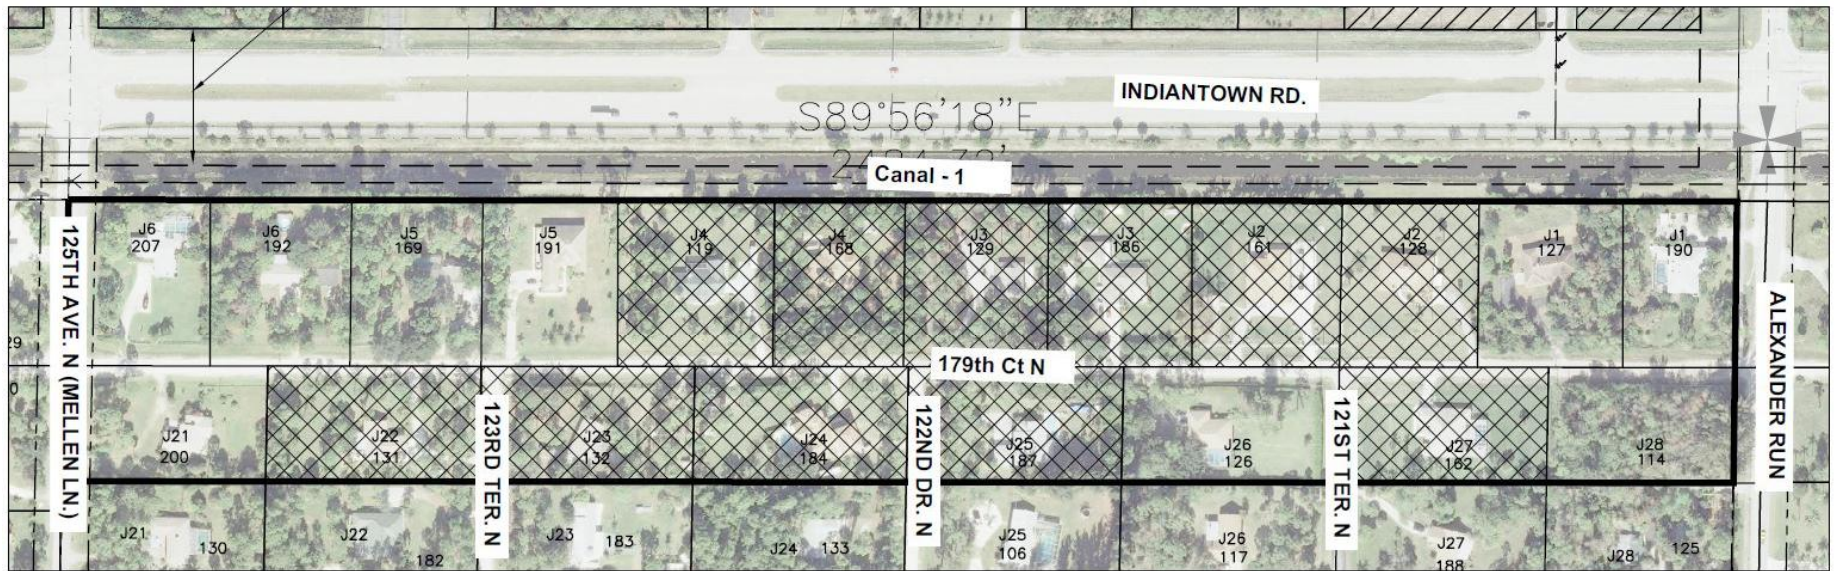 INDIANTOWN RD.
S89°56'18"E
Canal - 1
J6
207
J6
192
J5
169
J5
191
J4
119
J4
168
J3
129
J3
186
J2
161
J2
128
J1
127
J1
190
125TH AVE. N (MELLEN LN.)
ALEXANDER RUN
29
0
179th Ct N
J21
200
J22
131
123RD TER. N
J23
132
J24
184
122ND DR. N
J25
187
J26
126
121ST TER. N
J27
162
J28
114
J21
130
J22
182
J23
183
J24
133
J25
106
J26
117
J27
188
J28
125